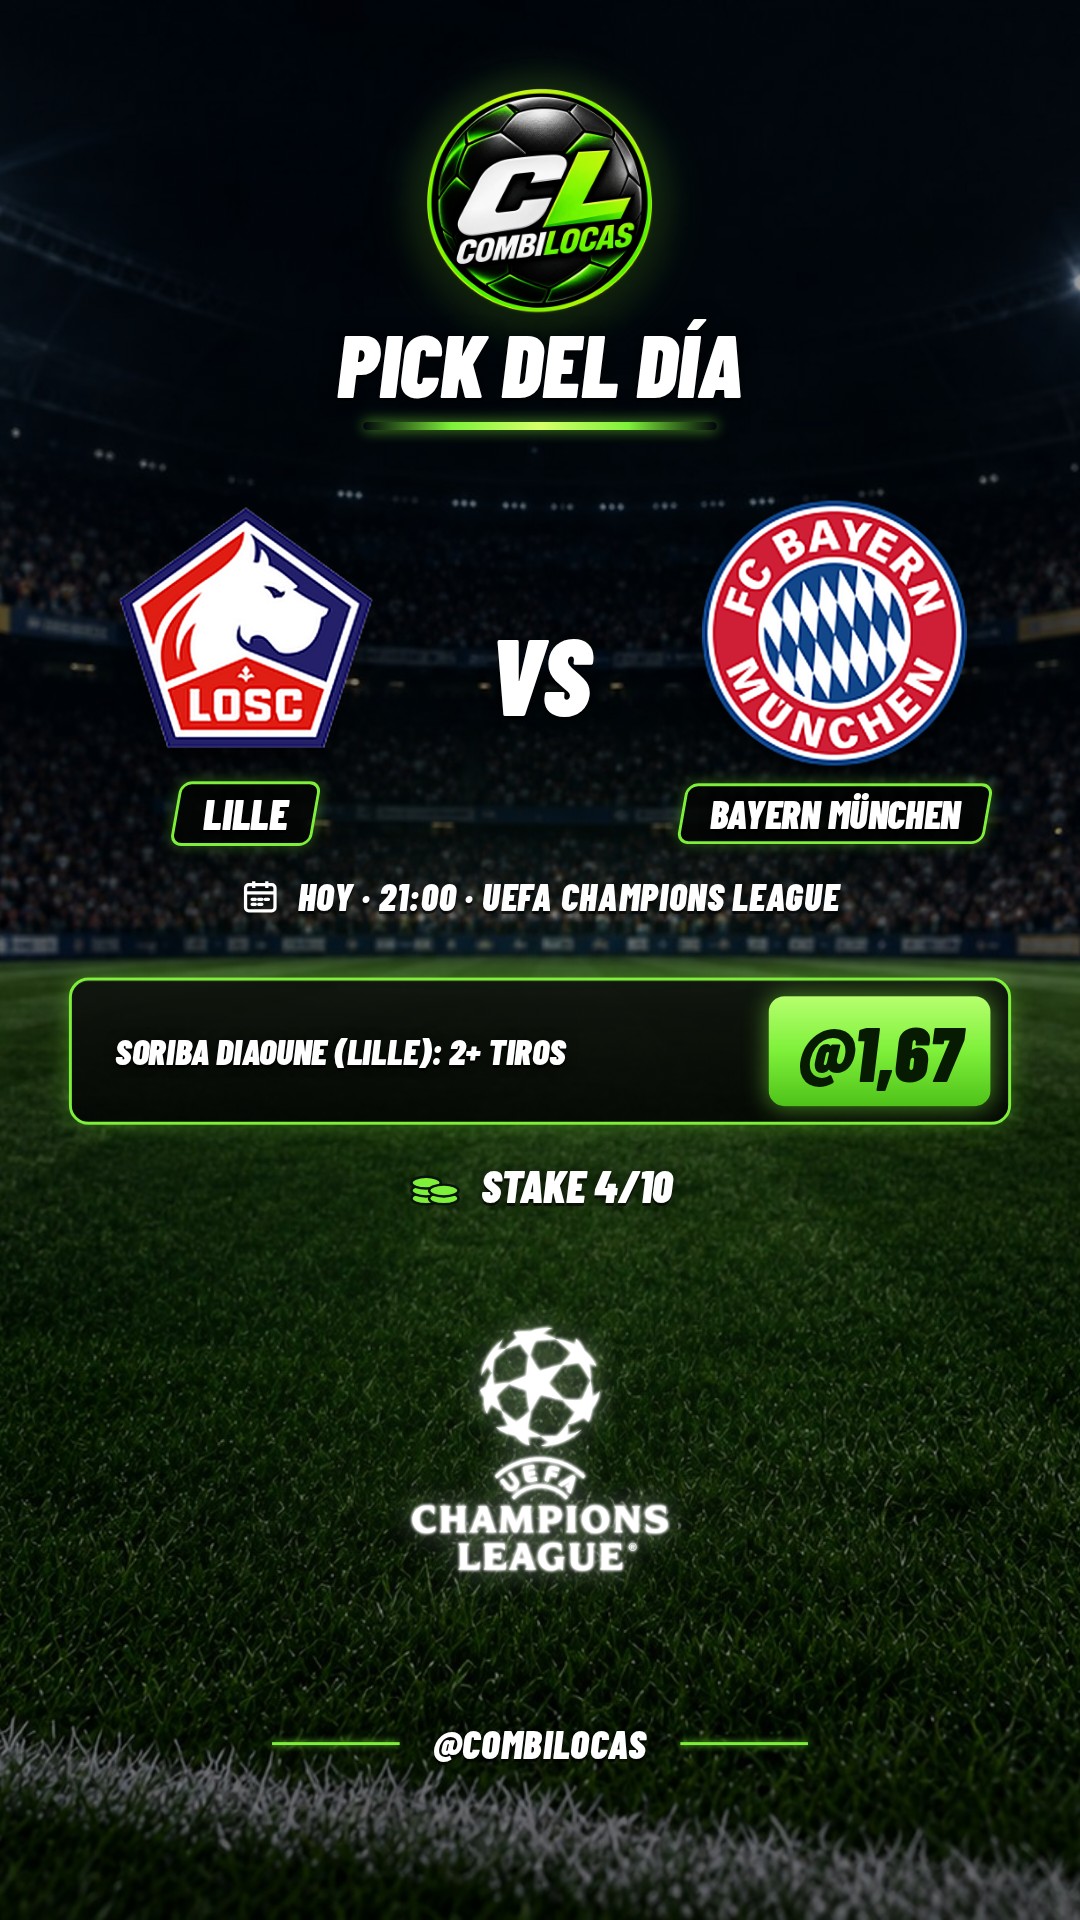 CL
COMBILOCAS
PICK DEL DÍA
LOSC
VS
FC BAYERN
MÜNCHEN
LILLE
BAYERN MÜNCHEN
HOY · 21:00 · UEFA CHAMPIONS LEAGUE
SORIBA DIAOUNE (LILLE): 2+ TIROS
@1,67
STAKE 4/10
UEFA
CHAMPIONS
LEAGUE®
@COMBILOCAS